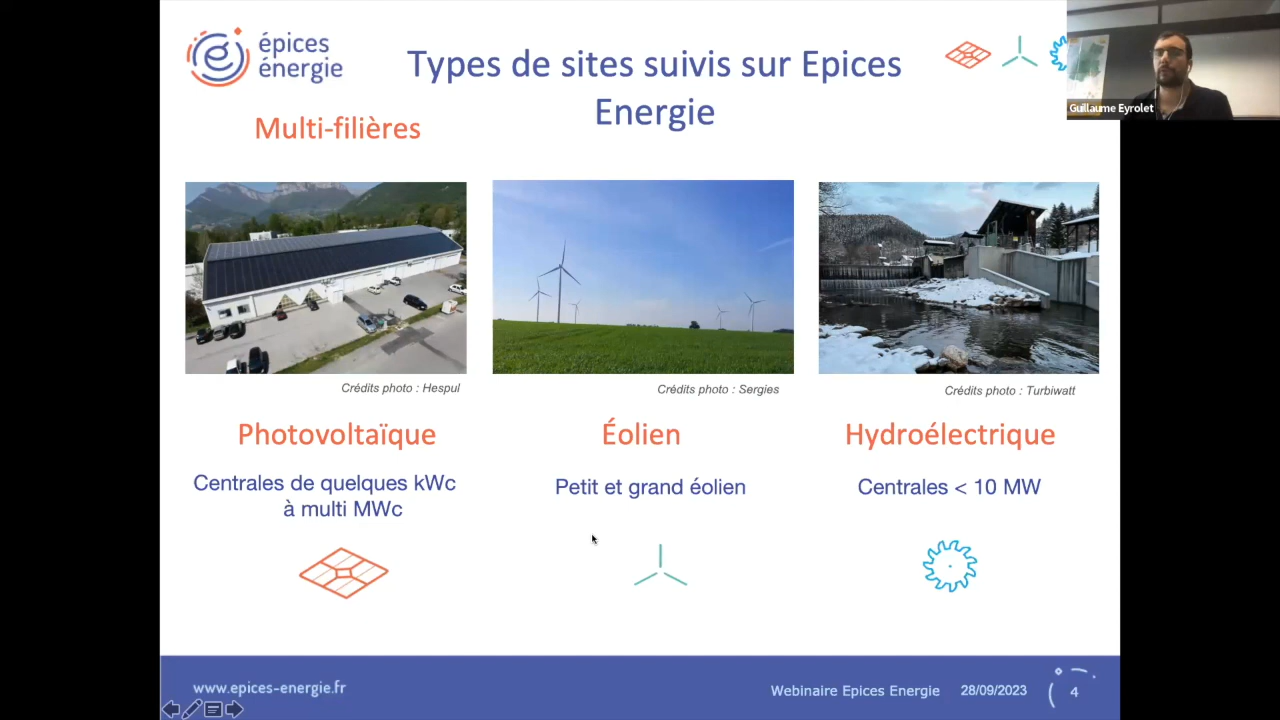 épices
énergie
Types de sites suivis sur Epices
Energie
Guillaume Eyrolet
Multi-filières
Crédits photo : Hespul
Crédits photo : Sergies
Crédits photo : Turbiwatt
Photovoltaïque
Éolien
Hydroélectrique
Centrales de quelques kWc
à multi MWc
Petit et grand éolien
Centrales < 10 MW
www.epices-energie.fr
Webinaire Epices Energie
28/09/2023
4